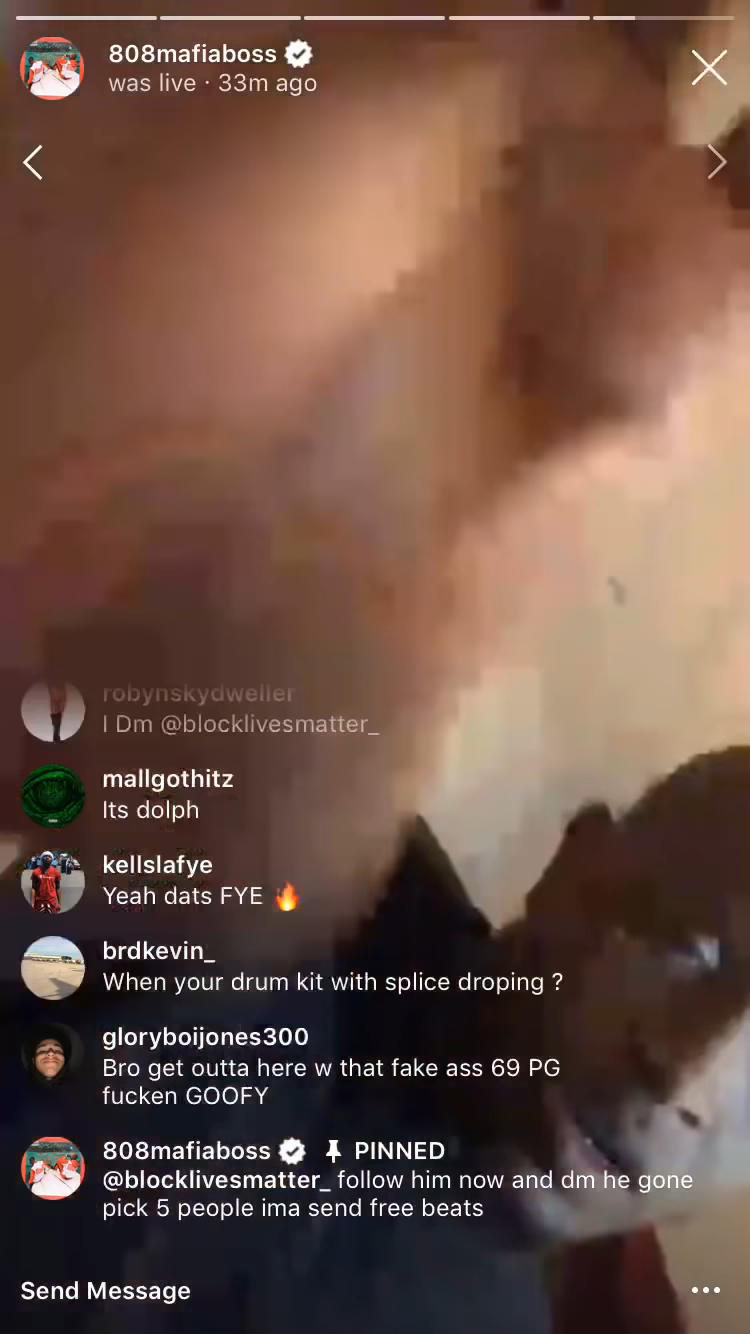 808mafiaboss
was live · 33m ago
robynskydweller
I Dm @blocklivesmatter_
mallgothitz
Its dolph
kellslafye
Yeah dats FYE 🔥
brdkevin_
When your drum kit with splice droping ?
gloryboijones300
Bro get outta here w that fake ass 69 PG
fucken GOOFY
808mafiaboss PINNED
@blocklivesmatter_ follow him now and dm he gone
pick 5 people ima send free beats
Send Message